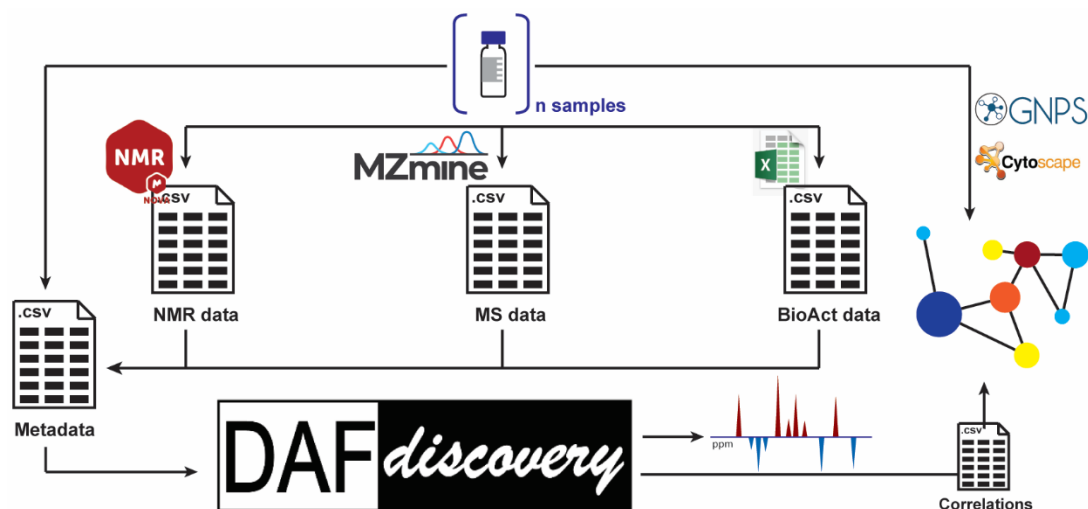 n samples
GNPS
Cytoscape
NMR
M
NOVA
MZmine
X
.csv
.csv
.csv
NMR data
MS data
BioAct data
.csv
Metadata
DAF discovery
ppm
.csv
Correlations